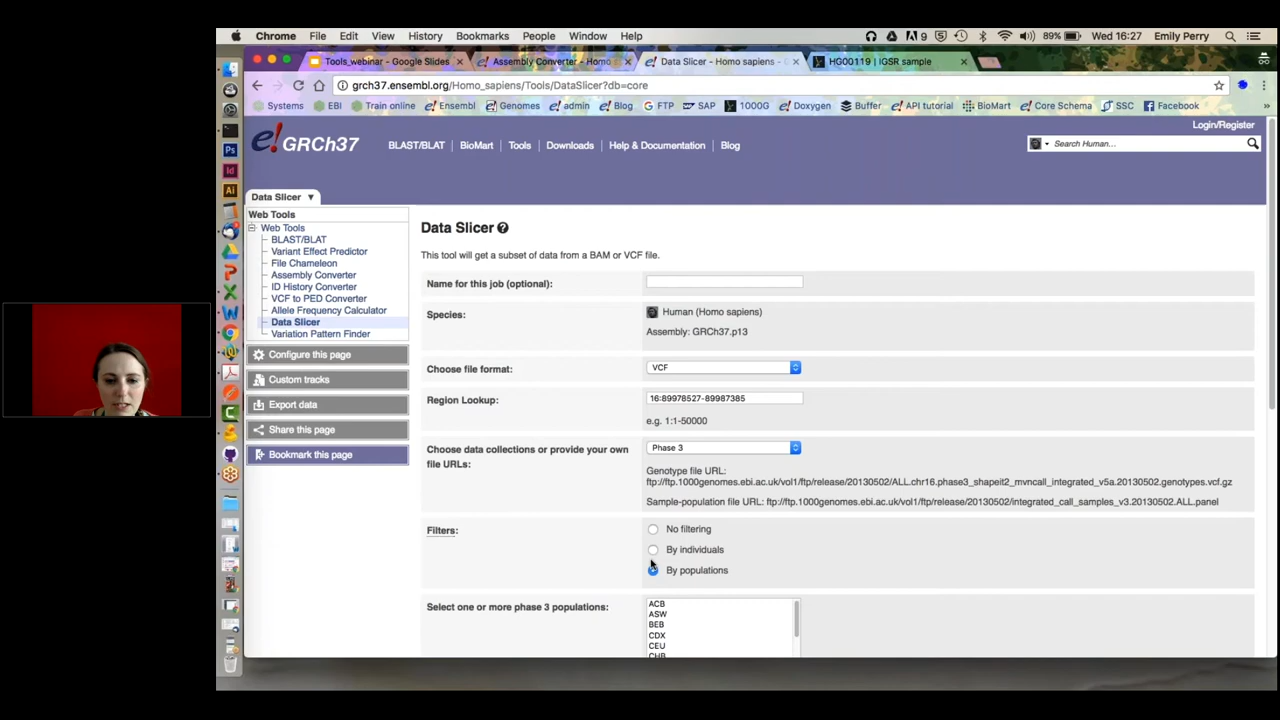 Chrome File Edit View History Bookmarks People Window Help 9 89% Wed 16:27 Emily Perry
Tools_webinar - Google Slides × Assembly Converter - Homo × Data Slicer - Homo sapiens - × HG00119 | IGSR sample ×
grch37.ensembl.org/Homo_sapiens/Tools/DataSlicer?db=core
Systems EBI Train online Ensembl Genomes admin Blog FTP SAP 1000G Doxygen Buffer API tutorial BioMart Core Schema SSC Facebook »
Login/Register
e! GRCh37 BLAST/BLAT BioMart Tools Downloads Help & Documentation Blog Search Human...
Data Slicer ▼
Web Tools
Web Tools
BLAST/BLAT
Variant Effect Predictor
File Chameleon
Assembly Converter
ID History Converter
VCF to PED Converter
Allele Frequency Calculator
Data Slicer
Variation Pattern Finder
Configure this page
Custom tracks
Export data
Share this page
Bookmark this page
Data Slicer ?
This tool will get a subset of data from a BAM or VCF file.
Name for this job (optional):
Species: Human (Homo sapiens)
Assembly: GRCh37.p13
Choose file format: VCF
Region Lookup: 16:89978527-89987385
e.g. 1:1-50000
Choose data collections or provide your own
file URLs:
Phase 3
Genotype file URL:
ftp://ftp.1000genomes.ebi.ac.uk/vol1/ftp/release/20130502/ALL.chr16.phase3_shapeit2_mvncall_integrated_v5a.20130502.genotypes.vcf.gz
Sample-population file URL: ftp://ftp.1000genomes.ebi.ac.uk/vol1/ftp/release/20130502/integrated_call_samples_v3.20130502.ALL.panel
Filters: No filtering
By individuals
By populations
Select one or more phase 3 populations: ACB
ASW
BEB
CDX
CEU
CHB